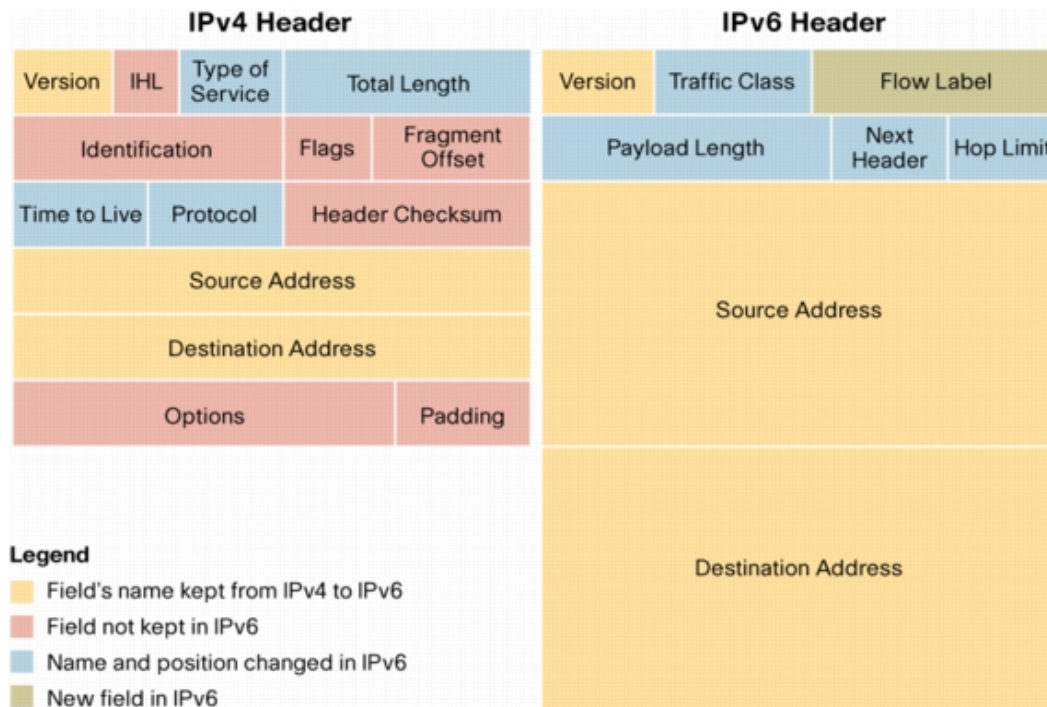 IPv4 Header
Version IHL Type of Service Total Length
Identification Flags Fragment Offset
Time to Live Protocol Header Checksum
Source Address
Destination Address
Options Padding
IPv6 Header
Version Traffic Class Flow Label
Payload Length Next Header Hop Limit
Source Address
Destination Address
Legend
Field's name kept from IPv4 to IPv6
Field not kept in IPv6
Name and position changed in IPv6
New field in IPv6